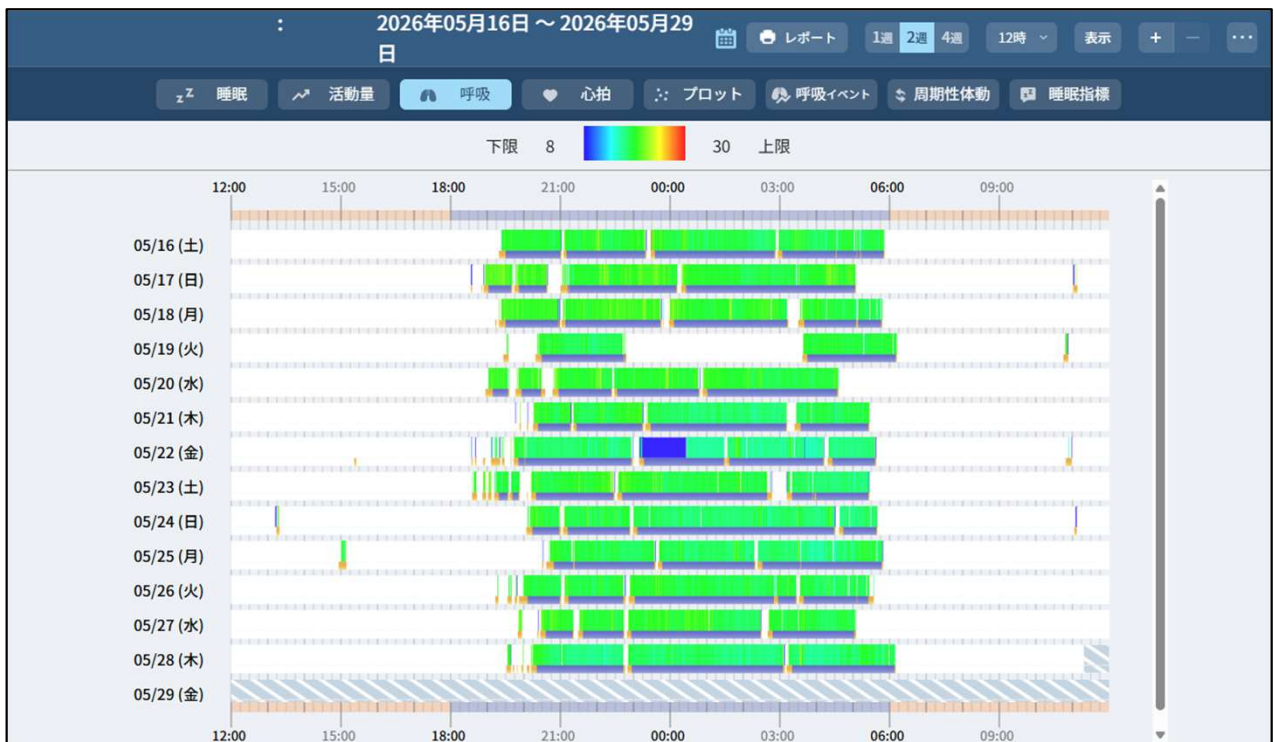 : 2026年05月16日 ～ 2026年05月29日
レポート 1週 2週 4週 12時 表示 + − …
睡眠 活動量 呼吸 心拍 プロット 呼吸イベント 周期性体動 睡眠指標
下限 8 30 上限
12:00 15:00 18:00 21:00 00:00 03:00 06:00 09:00
05/16 (土)
05/17 (日)
05/18 (月)
05/19 (火)
05/20 (水)
05/21 (木)
05/22 (金)
05/23 (土)
05/24 (日)
05/25 (月)
05/26 (火)
05/27 (水)
05/28 (木)
05/29 (金)
12:00 15:00 18:00 21:00 00:00 03:00 06:00 09:00